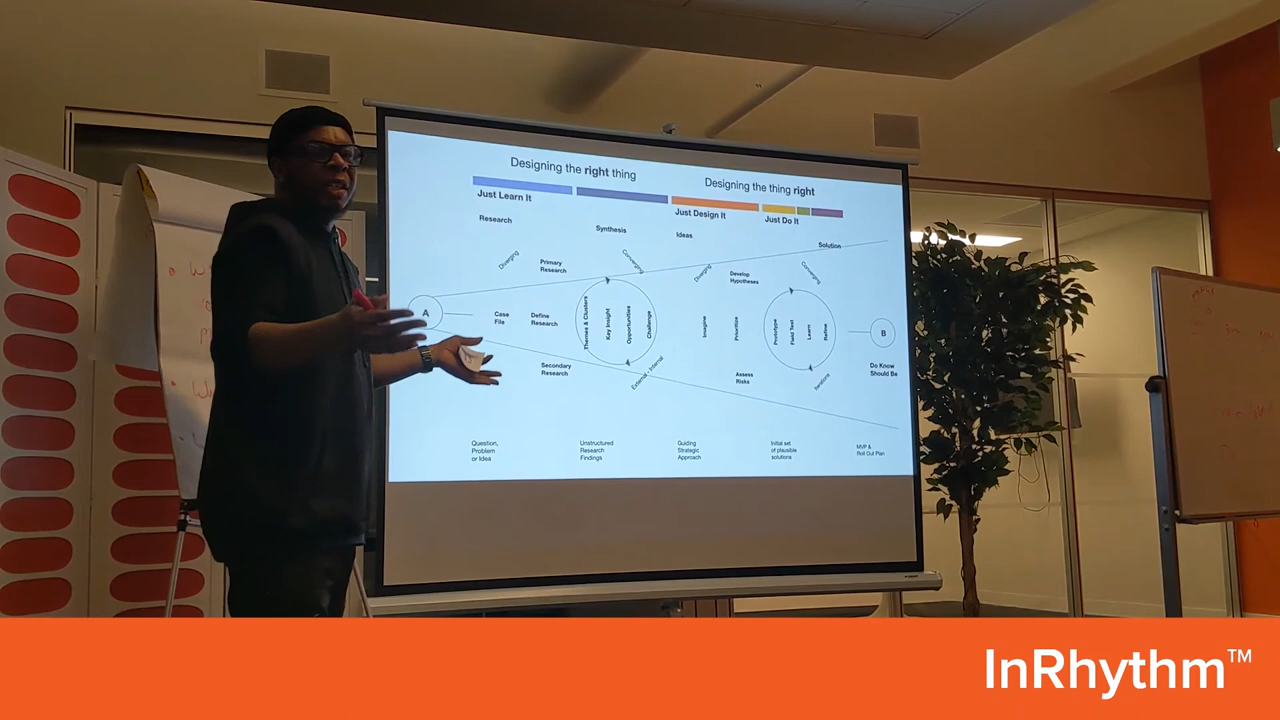 Designing the right thing
Designing the thing right
Just Learn It
Just Design It
Just Do It
Research
Synthesis
Ideas
Solution
Diverging
Primary
Research
Converging
Diverging
Develop
Hypotheses
Converging
A
Case
File
Define
Research
Themes & Clusters
Key Insight
Opportunities
Challenge
Imagine
Prioritize
Prototype
Field Test
Learn
Refine
B
Secondary
Research
External - Internal
Assess
Risks
Iterations
Do Know
Should Be
Question,
Problem
or Idea
Unstructured
Research
Findings
Guiding
Strategic
Approach
Initial set
of plausible
solutions
MVP &
Roll Out Plan
InRhythm™